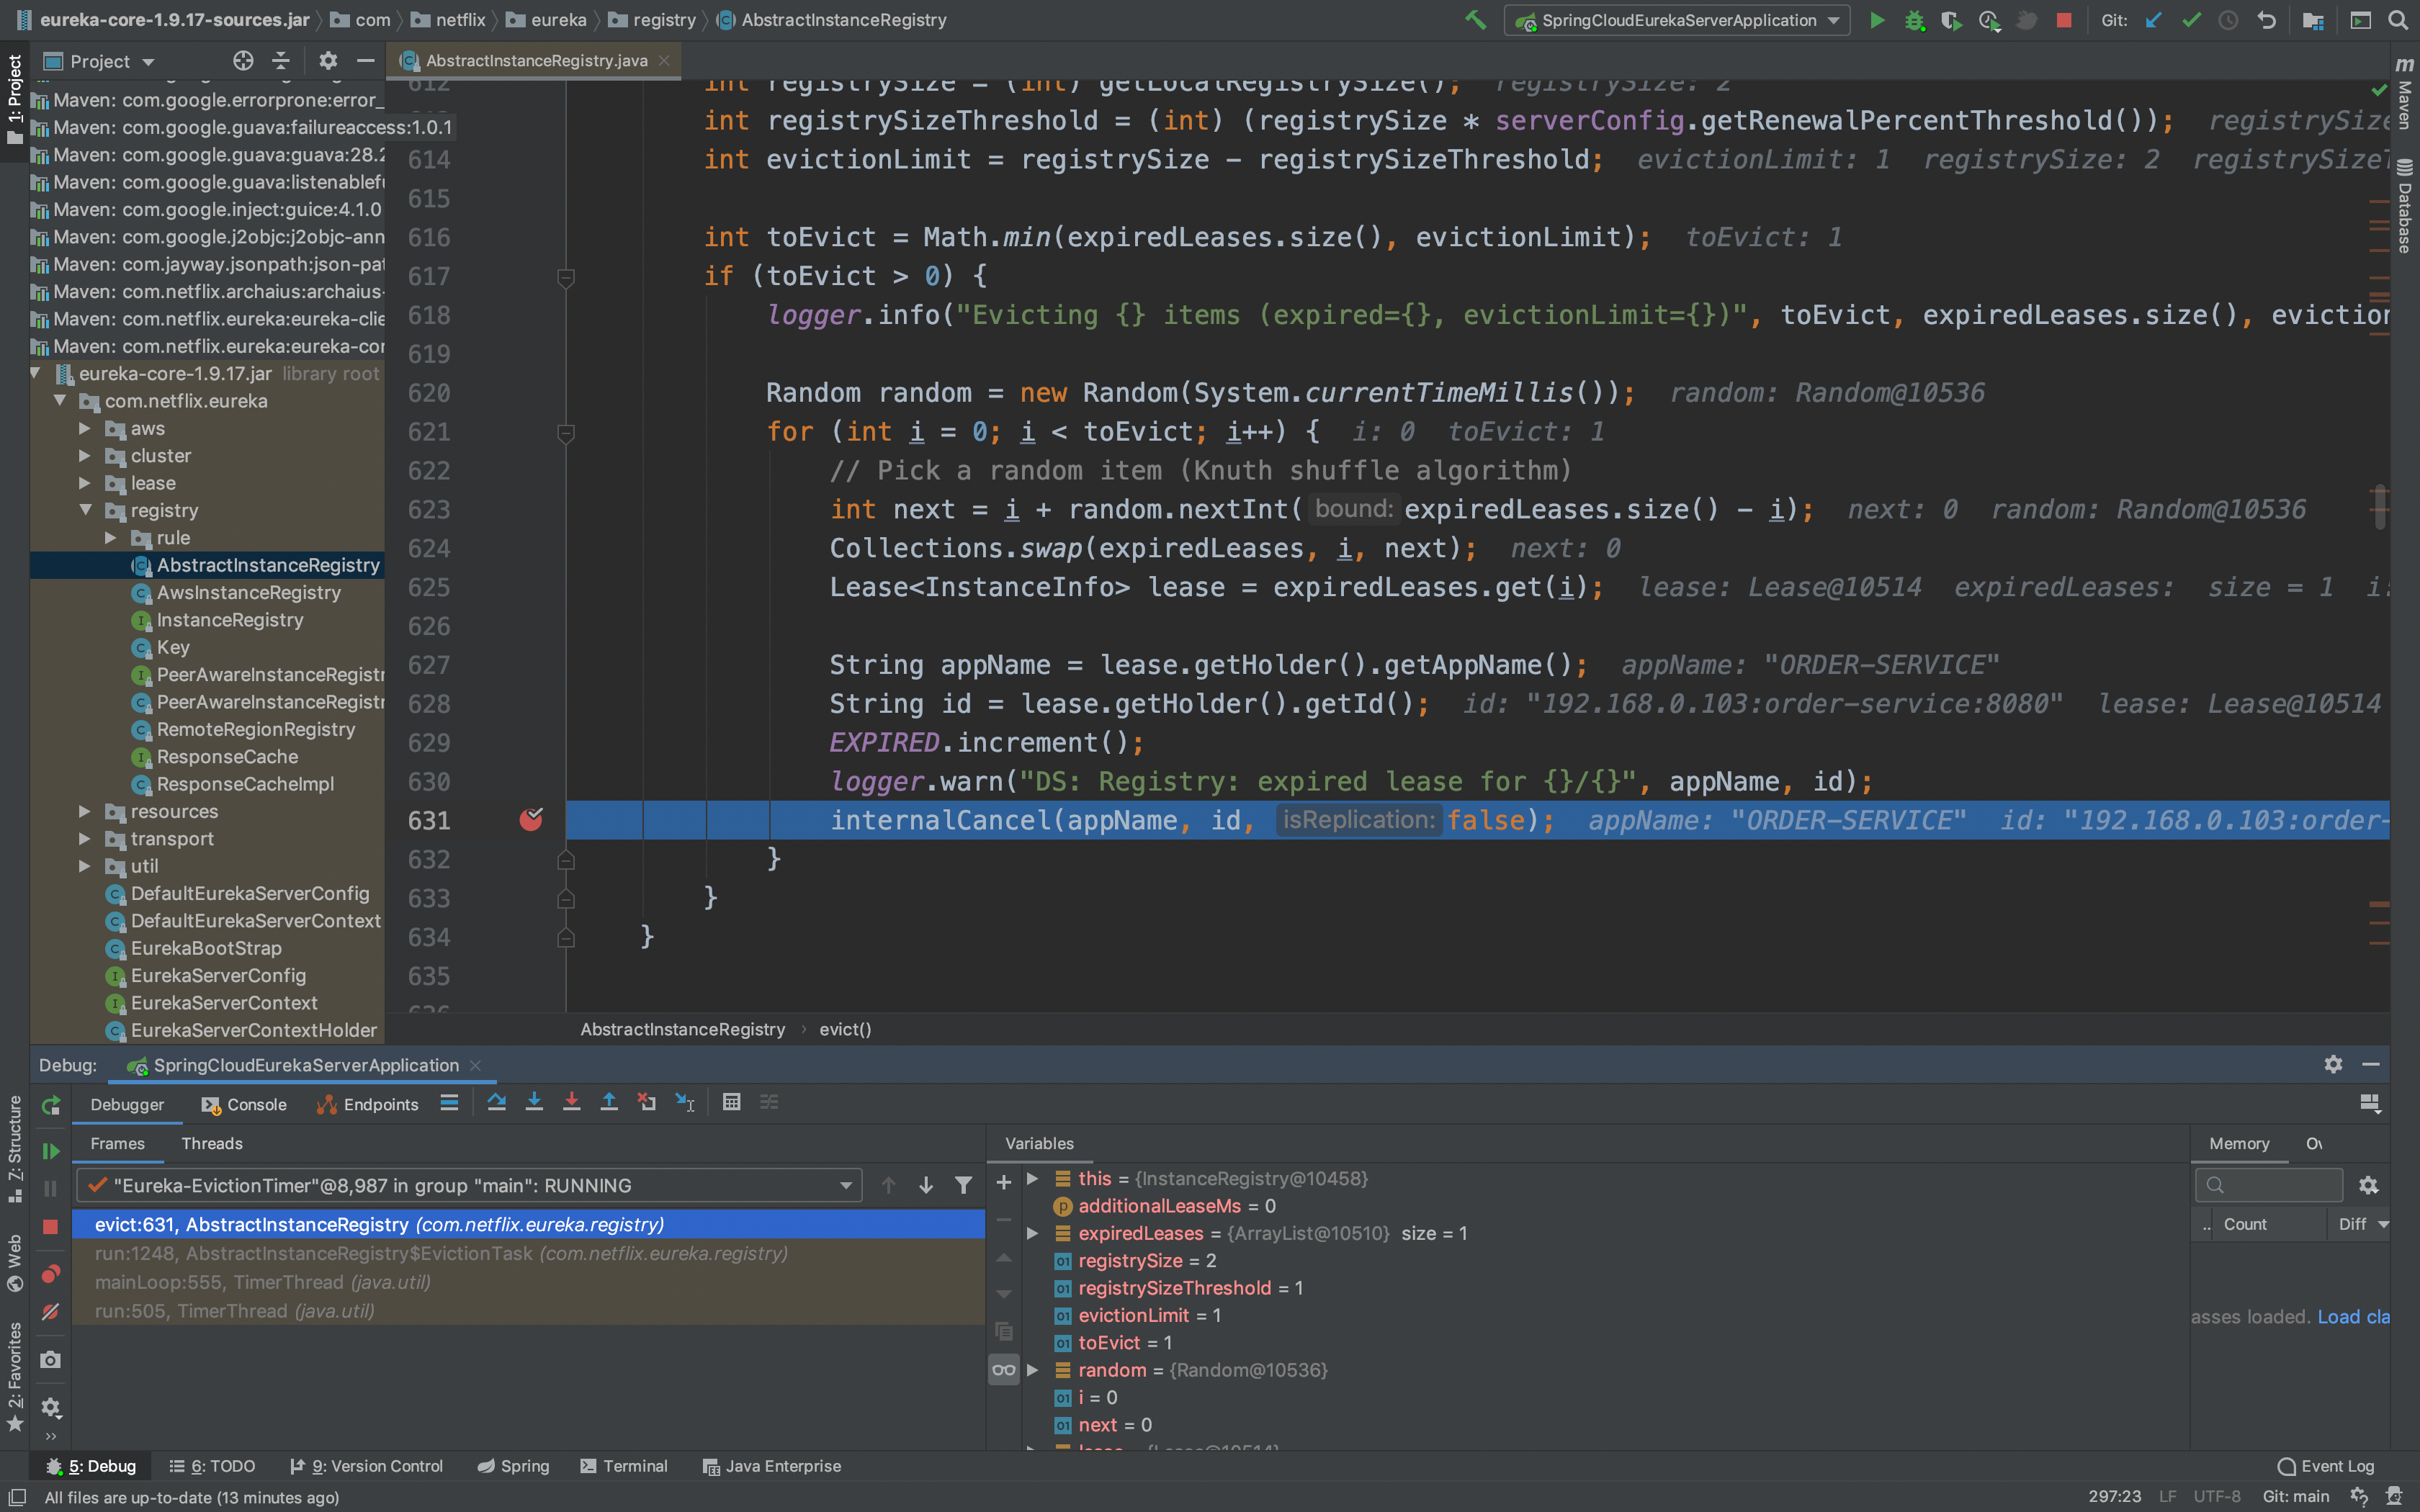 eureka-core-1.9.17-sources.jar com netflix eureka registry AbstractInstanceRegistry
SpringCloudEurekaServerApplication Git:
1: Project
Project
AbstractInstanceRegistry.java
Maven: com.google.errorprone:error_
Maven: com.google.guava:failureaccess:1.0.1
Maven: com.google.guava:guava:28.2
Maven: com.google.guava:listenablefu
Maven: com.google.inject:guice:4.1.0
Maven: com.google.j2objc:j2objc-ann
Maven: com.jayway.jsonpath:json-pat
Maven: com.netflix.archaius:archaius-
Maven: com.netflix.eureka:eureka-clie
Maven: com.netflix.eureka:eureka-cor
eureka-core-1.9.17.jar library root
com.netflix.eureka
aws
cluster
lease
registry
rule
AbstractInstanceRegistry
AwsInstanceRegistry
InstanceRegistry
Key
PeerAwareInstanceRegistr
PeerAwareInstanceRegistr
RemoteRegionRegistry
ResponseCache
ResponseCacheImpl
resources
transport
util
DefaultEurekaServerConfig
DefaultEurekaServerContext
EurekaBootStrap
EurekaServerConfig
EurekaServerContext
EurekaServerContextHolder
612 int registrySize = (int) getLocalRegistrySize(); registrySize: 2
int registrySizeThreshold = (int) (registrySize * serverConfig.getRenewalPercentThreshold()); registrySize
614 int evictionLimit = registrySize - registrySizeThreshold; evictionLimit: 1 registrySize: 2 registrySizeT
615
616 int toEvict = Math.min(expiredLeases.size(), evictionLimit); toEvict: 1
617 if (toEvict > 0) {
618 logger.info("Evicting {} items (expired={}, evictionLimit={})", toEvict, expiredLeases.size(), eviction
619
620 Random random = new Random(System.currentTimeMillis()); random: Random@10536
621 for (int i = 0; i < toEvict; i++) { i: 0 toEvict: 1
622 // Pick a random item (Knuth shuffle algorithm)
623 int next = i + random.nextInt( bound: expiredLeases.size() - i); next: 0 random: Random@10536
624 Collections.swap(expiredLeases, i, next); next: 0
625 Lease<InstanceInfo> lease = expiredLeases.get(i); lease: Lease@10514 expiredLeases: size = 1 i:
626
627 String appName = lease.getHolder().getAppName(); appName: "ORDER-SERVICE"
628 String id = lease.getHolder().getId(); id: "192.168.0.103:order-service:8080" lease: Lease@10514
629 EXPIRED.increment();
630 logger.warn("DS: Registry: expired lease for {}/{}", appName, id);
631 internalCancel(appName, id, isReplication: false); appName: "ORDER-SERVICE" id: "192.168.0.103:order-
632 }
633 }
634 }
635
AbstractInstanceRegistry evict()
Maven
Database
Debug: SpringCloudEurekaServerApplication
Debugger Console Endpoints
Frames Threads
"Eureka-EvictionTimer"@8,987 in group "main": RUNNING
evict:631, AbstractInstanceRegistry (com.netflix.eureka.registry)
run:1248, AbstractInstanceRegistry$EvictionTask (com.netflix.eureka.registry)
mainLoop:555, TimerThread (java.util)
run:505, TimerThread (java.util)
Variables
this = {InstanceRegistry@10458}
additionalLeaseMs = 0
expiredLeases = {ArrayList@10510} size = 1
registrySize = 2
registrySizeThreshold = 1
evictionLimit = 1
toEvict = 1
random = {Random@10536}
i = 0
next = 0
lease = {Lease@10514}
Memory Ov
.. Count Diff
asses loaded. Load cla
Z: Structure
Web
2: Favorites
5: Debug 6: TODO 9: Version Control Spring Terminal Java Enterprise Event Log
All files are up-to-date (13 minutes ago) 297:23 LF UTF-8 Git: main